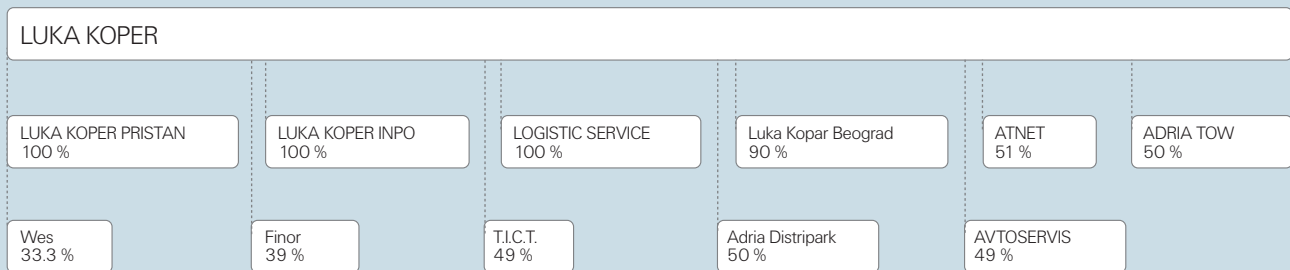 LUKA KOPER
LUKA KOPER PRISTAN
100 %
LUKA KOPER INPO
100 %
LOGISTIC SERVICE
100 %
Luka Kopar Beograd
90 %
ATNET
51 %
ADRIA TOW
50 %
Wes
33.3 %
Finor
39 %
T.I.C.T.
49 %
Adria Distripark
50 %
AVTOSERVIS
49 %